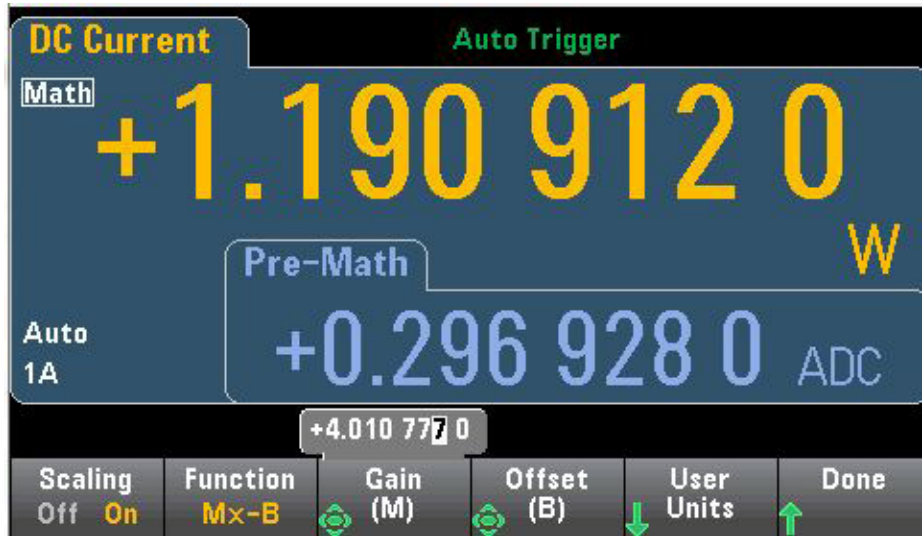 DC Current
Auto Trigger
Math
+1.190 912 0
W
Pre-Math
+0.296 928 0 ADC
Auto
1A
+4.010 777 0
Scaling
Off On
Function
Mx-B
Gain
(M)
Offset
(B)
User
Units
Done